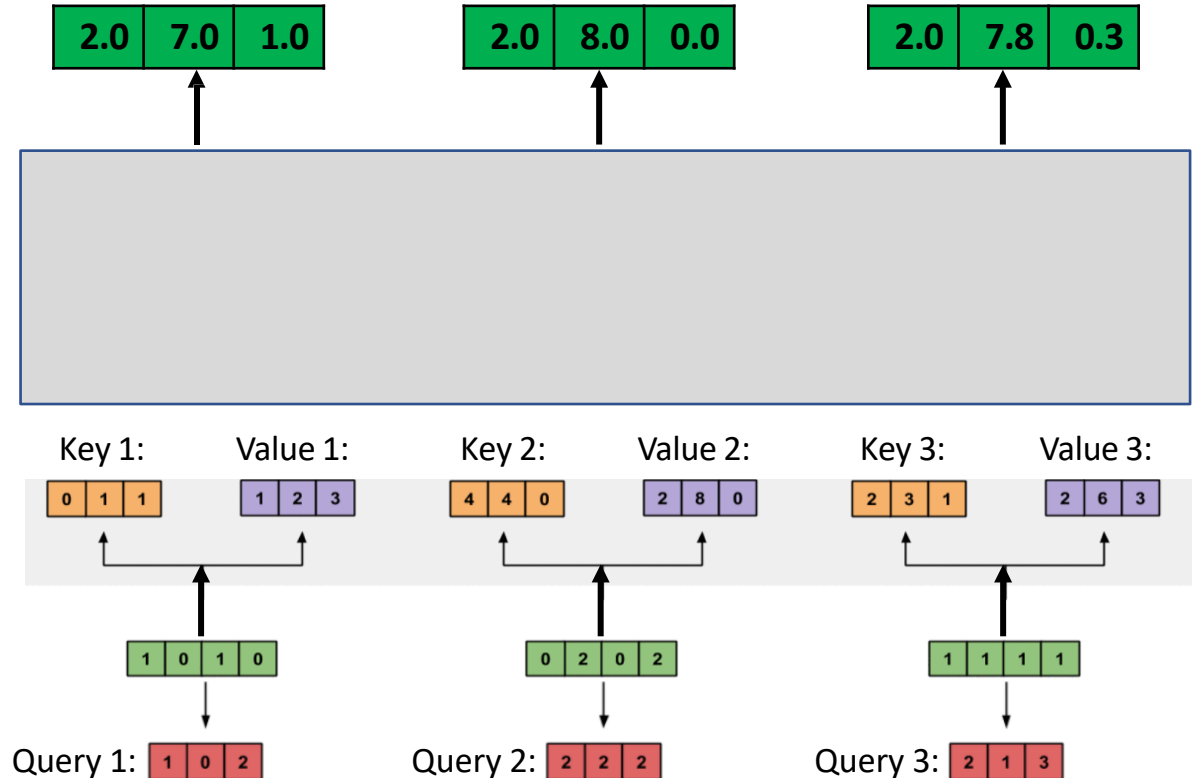 2.0 7.0 1.0 2.0 8.0 0.0 2.0 7.8 0.3
Key 1: Value 1: Key 2: Value 2: Key 3: Value 3:
0 1 1 1 2 3 4 4 0 2 8 0 2 3 1 2 6 3
1 0 1 0 0 2 0 2 1 1 1 1
Query 1: 1 0 2 Query 2: 2 2 2 Query 3: 2 1 3